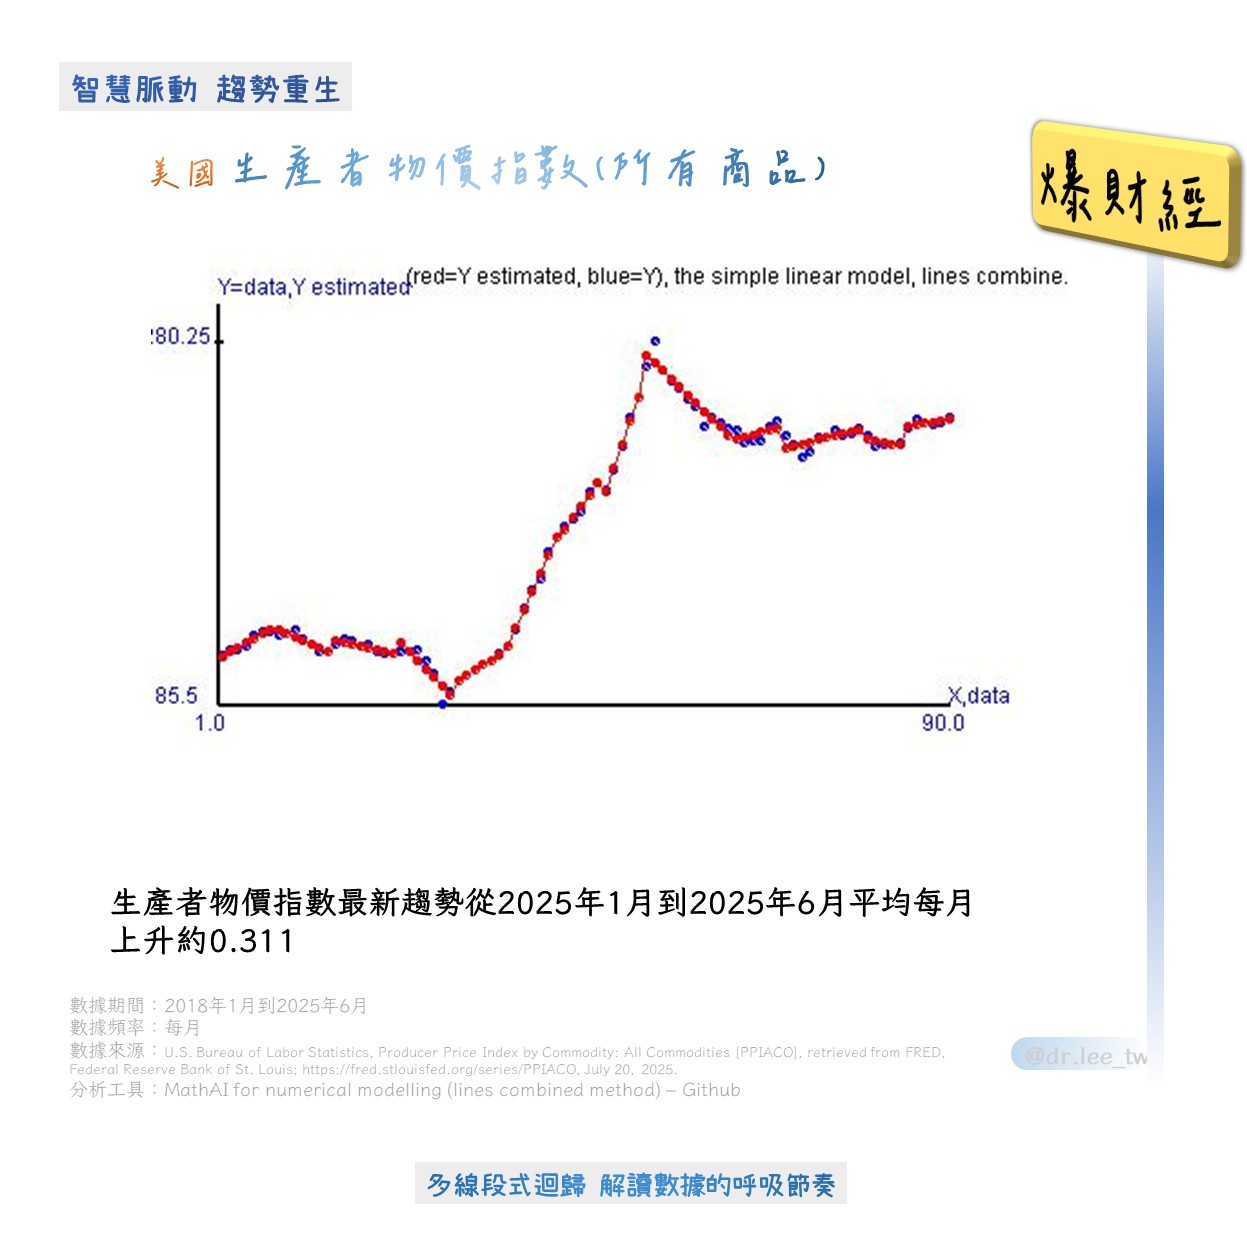 智慧脈動 趨勢重生
美國生產者物價指數(所有商品)
爆財經
Y=data,Y estimated
(red=Y estimated, blue=Y), the simple linear model, lines combine.
:80.25
85.5
X,data
1.0
90.0
生產者物價指數最新趨勢從2025年1月到2025年6月平均每月
上升約0.311
數據期間：2018年1月到2025年6月
數據頻率：每月
數據來源：U.S. Bureau of Labor Statistics, Producer Price Index by Commodity: All Commodities [PPIACO], retrieved from FRED,
Federal Reserve Bank of St. Louis; https://fred.stlouisfed.org/series/PPIACO, July 20, 2025.
分析工具：MathAI for numerical modelling (lines combined method) – Github
@dr.lee_tw
多線段式迴歸 解讀數據的呼吸節奏